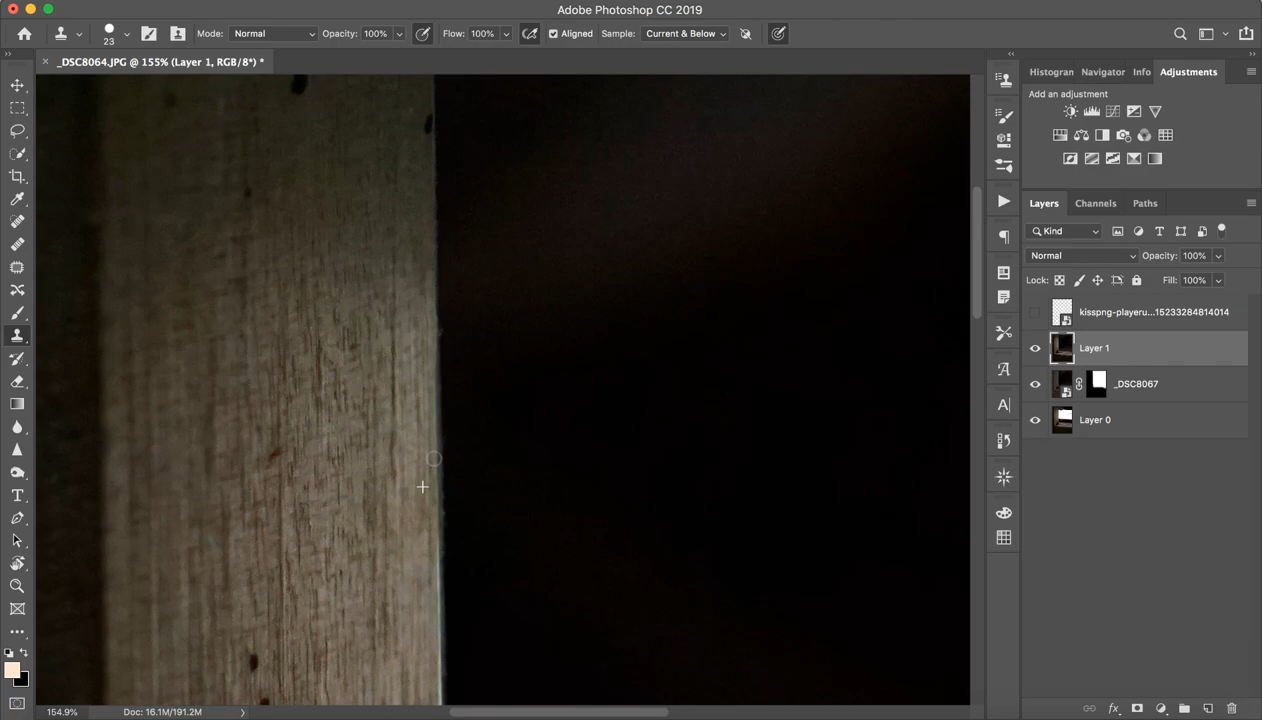 Adobe Photoshop CC 2019
23
Mode: Normal
Opacity: 100%
Flow: 100%
Aligned
Sample: Current & Below
_DSC8064.JPG @ 155% (Layer 1, RGB/8*) *
Histogran
Navigator
Info
Adjustments
Add an adjustment
Layers
Channels
Paths
Kind
Normal
Opacity: 100%
Lock:
Fill: 100%
kisspng-playeru...15233284814014
Layer 1
_DSC8067
Layer 0
154.9%
Doc: 16.1M/191.2M